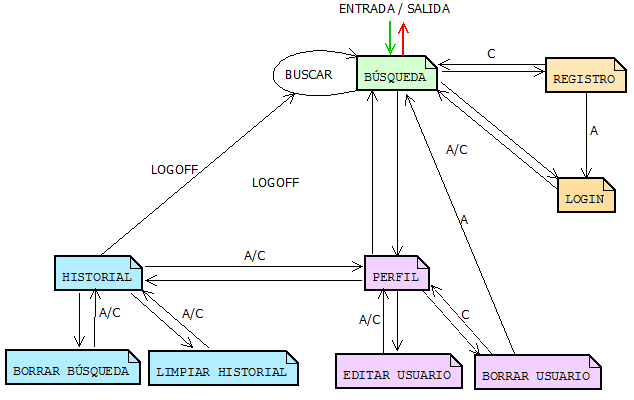 ENTRADA / SALIDA
C
BUSCAR
BÚSQUEDA
REGISTRO
A
A/C
LOGOFF
LOGOFF
LOGIN
A
A/C
HISTORIAL
PERFIL
A/C
A/C
A/C
C
BORRAR BÚSQUEDA
LIMPIAR HISTORIAL
EDITAR USUARIO
BORRAR USUARIO